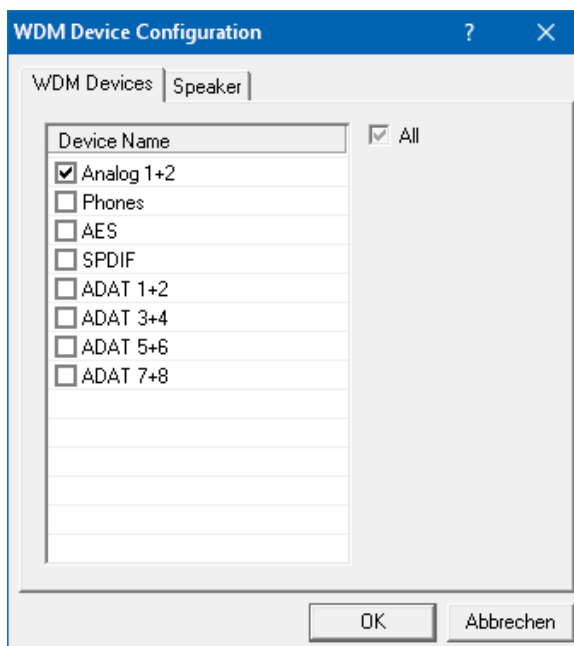 WDM Device Configuration ? ×
WDM Devices Speaker
Device Name
All
Analog 1+2
Phones
AES
SPDIF
ADAT 1+2
ADAT 3+4
ADAT 5+6
ADAT 7+8
OK Abbrechen